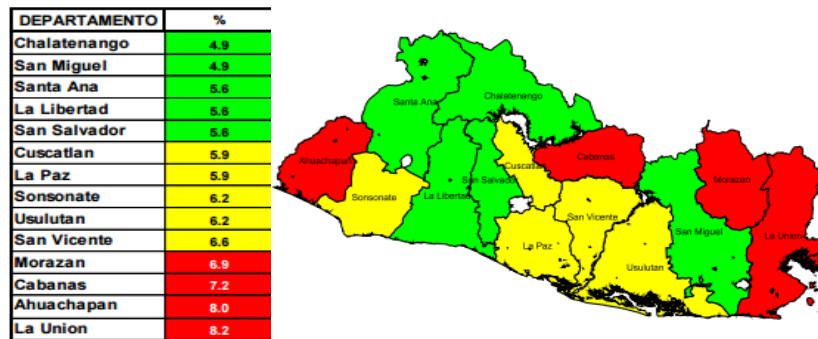 DEPARTAMENTO %
Chalatenango 4.9
San Miguel 4.9
Santa Ana 5.6
La Libertad 5.6
San Salvador 5.6
Cuscatlan 5.9
La Paz 5.9
Sonsonate 6.2
Usulutan 6.2
San Vicente 6.6
Morazan 6.9
Cabanas 7.2
Ahuachapan 8.0
La Union 8.2
Santa Ana
Chalatenango
Ahuachapan
Cuscatlan
Cabanas
Sonsonate
La Libertad
San Salvador
Morazan
San Vicente
San Miguel
La Union
La Paz
Usulutan